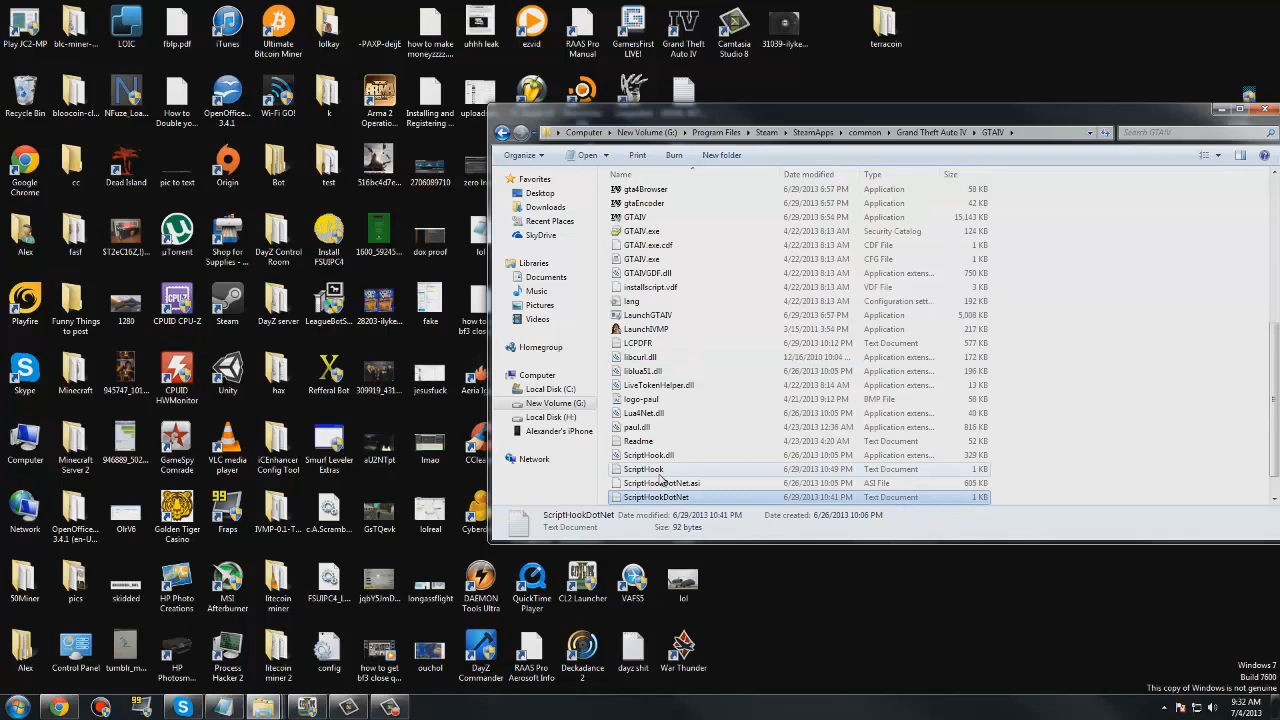 Play JC2-MP
blc-miner-...
LOIC
fblp.pdf
iTunes
Ultimate Bitcoin Miner
lolkay
-PAXP-deijE
how to make moneyzzzz...
uhhh leak
ezvid
RAAS Pro Manual
GamersFirst LIVE!
Grand Theft Auto IV
Camtasia Studio 8
31039-ilyke...
terracoin
Recycle Bin
bloocoin-cl...
NFuze_Loa...
How to Double yo...
OpenOffice... 3.4.1
Wi-Fi GO!
k
Arma 2 Operatio...
Installing and Registering ...
upload
Google Chrome
cc
Dead Island
pic to text
Origin
Bot
test
516bc4d7e...
2706089710
zero In
Alex
fasf
$T2eC16Z,!)...
µTorrent
Shop for Supplies - ...
DayZ Control Room
Install FSUIPC4
1600_59245...
dox proof
lol
Playfire
Funny Things to post
1280
CPUID CPU-Z
Steam
DayZ server
LeagueBotS...
28203-ilyke...
fake
how to get bf3 close q
Skype
Minecraft
945747_101...
CPUID HWMonitor
Unity
hax
Refferal Bot
309919_431...
jesusfuck
Aeria Ig
Computer
Minecraft Server 2
946889_502...
GameSpy Comrade
VLC media player
iCEnhancer Config Tool
Smurf Leveler Extras
aU2NTpt
lmao
CClea
Network
OpenOffice... 3.4.1 (en-U...
OlrV6
Golden Tiger Casino
Fraps
IVMP-0.1-T...
c.A.Scramb...
GsTQevk
lolreal
Cyberd
50Miner
pics
skidded
HP Photo Creations
MSI Afterburner
litecoin miner
FSUIPC4_I...
jqbY5JmD...
longassflight
DAEMON Tools Ultra
QuickTime Player
CL2 Launcher
VAFS5
lol
Alex
Control Panel
tumblr_m...
HP Photosm...
Process Hacker 2
litecoin miner 2
config
how to get bf3 close q...
ouchol
DayZ Commander
RAAS Pro Aerosoft Info
Deckadance 2
dayz shit
War Thunder
Computer ▸ New Volume (G:) ▸ Program Files ▸ Steam ▸ SteamApps ▸ common ▸ Grand Theft Auto IV ▸ GTAIV ▸
Search GTAIV
Organize Open Print Burn New folder
Favorites
Desktop
Downloads
Recent Places
SkyDrive
Libraries
Documents
Music
Pictures
Videos
Homegroup
Computer
Local Disk (C:)
New Volume (G:)
Local Disk (H:)
Alexander's iPhone
Network
Name Date modified Type Size
gta4Browser 6/29/2013 6:57 PM Application 58 KB
gtaEncoder 6/29/2013 6:57 PM Application 42 KB
GTAIV 6/29/2013 6:57 PM Application 15,143 KB
GTAIV.exe 4/22/2013 8:13 AM Security Catalog 124 KB
GTAIV.exe.cdf 4/22/2013 8:13 AM CDF File 1 KB
GTAIV.exe 4/22/2013 8:13 AM CFG File 1 KB
GTAIVGDF.dll 4/22/2013 8:13 AM Application extens... 750 KB
installscript.vdf 4/22/2013 8:13 AM VDF File 3 KB
lang 4/22/2013 8:13 AM Configuration sett... 192 KB
LaunchGTAIV 6/29/2013 6:57 PM Application 5,008 KB
LaunchIVMP 3/15/2011 3:54 PM Application 217 KB
LCPDFR 6/29/2013 10:12 PM Text Document 577 KB
libcurl.dll 12/16/2010 10:04 ... Application extens... 172 KB
liblua51.dll 6/26/2013 10:05 PM Application extens... 196 KB
LiveTokenHelper.dll 4/22/2013 8:14 AM Application extens... 13 KB
logo-paul 4/21/2013 9:12 PM BMP File 58 KB
Lua4Net.dll 6/26/2013 10:05 PM Application extens... 40 KB
paul.dll 4/23/2013 12:36 AM Application extens... 816 KB
Readme 4/23/2013 4:20 AM Text Document 52 KB
ScriptHook.dll 6/26/2013 10:05 PM Application extens... 329 KB
ScriptHook 6/29/2013 10:49 PM Text Document 1 KB
ScriptHookDotNet.asi 6/26/2013 10:05 PM ASI File 605 KB
ScriptHookDotNet 6/29/2013 10:41 PM Text Document 1 KB
ScriptHookDotNet Date modified: 6/29/2013 10:41 PM Date created: 6/26/2013 10:06 PM
Text Document Size: 92 bytes
Windows 7
Build 7600
This copy of Windows is not genuine
9:32 AM
7/4/2013